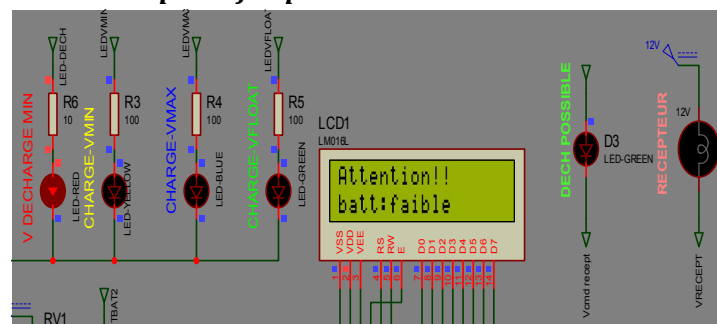 LED-DECH
LEDVMIN
LEDVMAX
LEDVFLOAT
R6
10
R3
100
R4
100
R5
100
V DECHARGE MIN
CHARGE-VMIN
CHARGE-VMAX
CHARGE-VFLOAT
LED-RED
LED-YELLOW
LED-BLUE
LED-GREEN
LCD1
LM016L
Attention!!
batt:faible
VSS
VDD
VEE
RS
RW
E
D0
D1
D2
D3
D4
D5
D6
D7
1
2
3
4
5
6
7
8
9
10
11
12
13
14
DECH POSSIBLE
D3
LED-GREEN
Vcmd recept
12V
12V
RECEPTEUR
VRECEPT
RV1
TBAT2